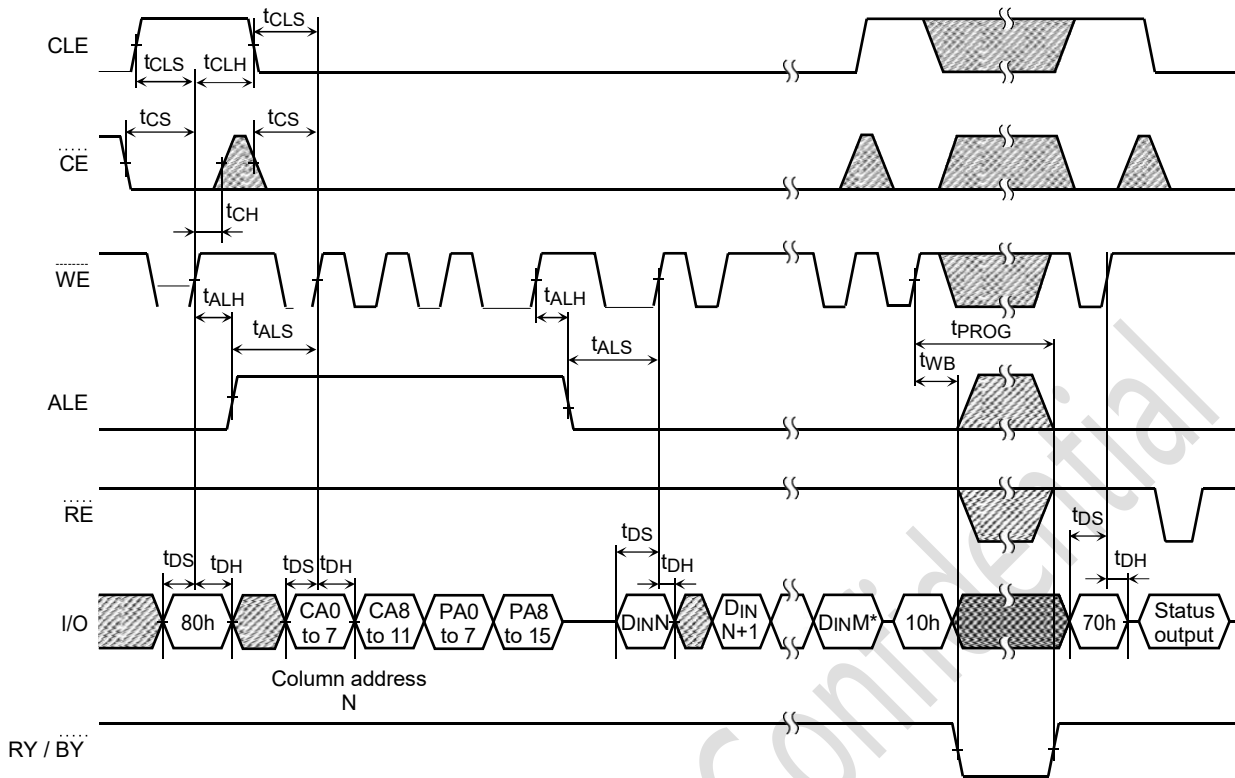 CLE
tCLS
tCLS
tCLH
CE
tCS
tCS
tCH
WE
tALH
tALS
tALH
tALS
tPROG
tWB
ALE
RE
I/O
tDS
tDH
tDS
tDH
tDS
tDH
tDS
tDH
80h
CA0 to 7
CA8 to 11
PA0 to 7
PA8 to 15
DINN
DIN N+1
DINM*
10h
70h
Status output
Column address
N
RY / BY
Confidential